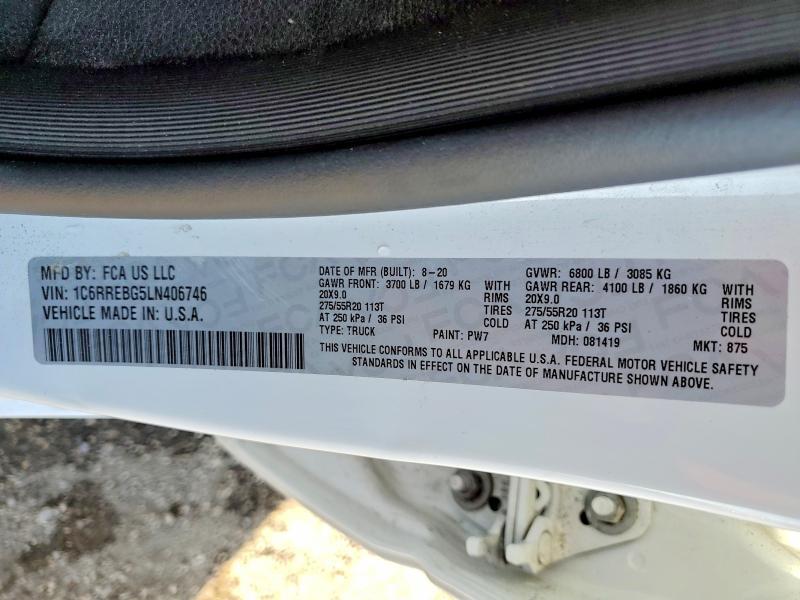 MFD BY: FCA US LLC
VIN: 1C6RREBG5LN406746
VEHICLE MADE IN: U.S.A.
DATE OF MFR (BUILT): 8-20
GAWR FRONT: 3700 LB / 1679 KG WITH
20X9.0 RIMS
275/55R20 113T TIRES
AT 250 kPa / 36 PSI COLD
TYPE: TRUCK PAINT: PW7
GVWR: 6800 LB / 3085 KG
GAWR REAR: 4100 LB / 1860 KG WITH
20X9.0 RIMS
275/55R20 113T TIRES
AT 250 kPa / 36 PSI COLD
MDH: 081419 MKT: 875
THIS VEHICLE CONFORMS TO ALL APPLICABLE U.S.A. FEDERAL MOTOR VEHICLE SAFETY
STANDARDS IN EFFECT ON THE DATE OF MANUFACTURE SHOWN ABOVE.